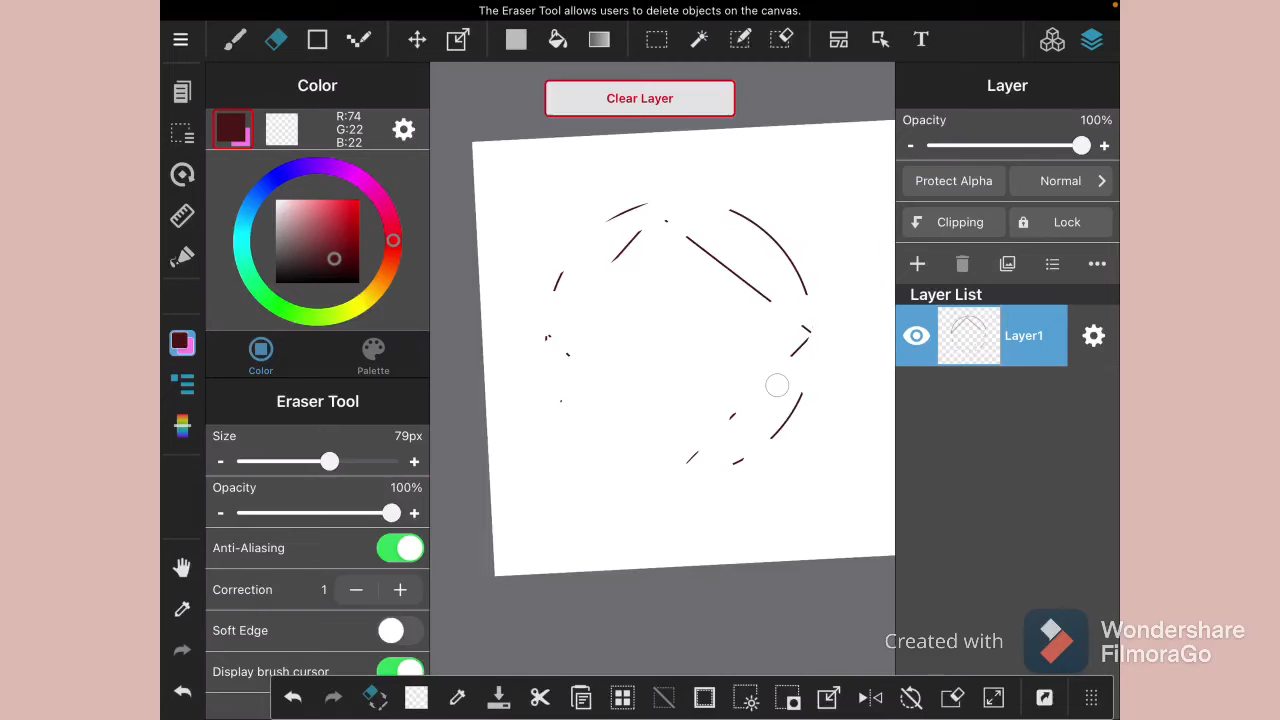 The Eraser Tool allows users to delete objects on the canvas.
T
Color
R:74
G:22
B:22
Color
Palette
Eraser Tool
Size
79px
-
+
Opacity
100%
-
+
Anti-Aliasing
Correction
1
−
+
Soft Edge
Display brush cursor
Clear Layer
Layer
Opacity
100%
-
+
Protect Alpha
Normal
Clipping
Lock
Layer List
Layer1
Created with
Wondershare
FilmoraGo